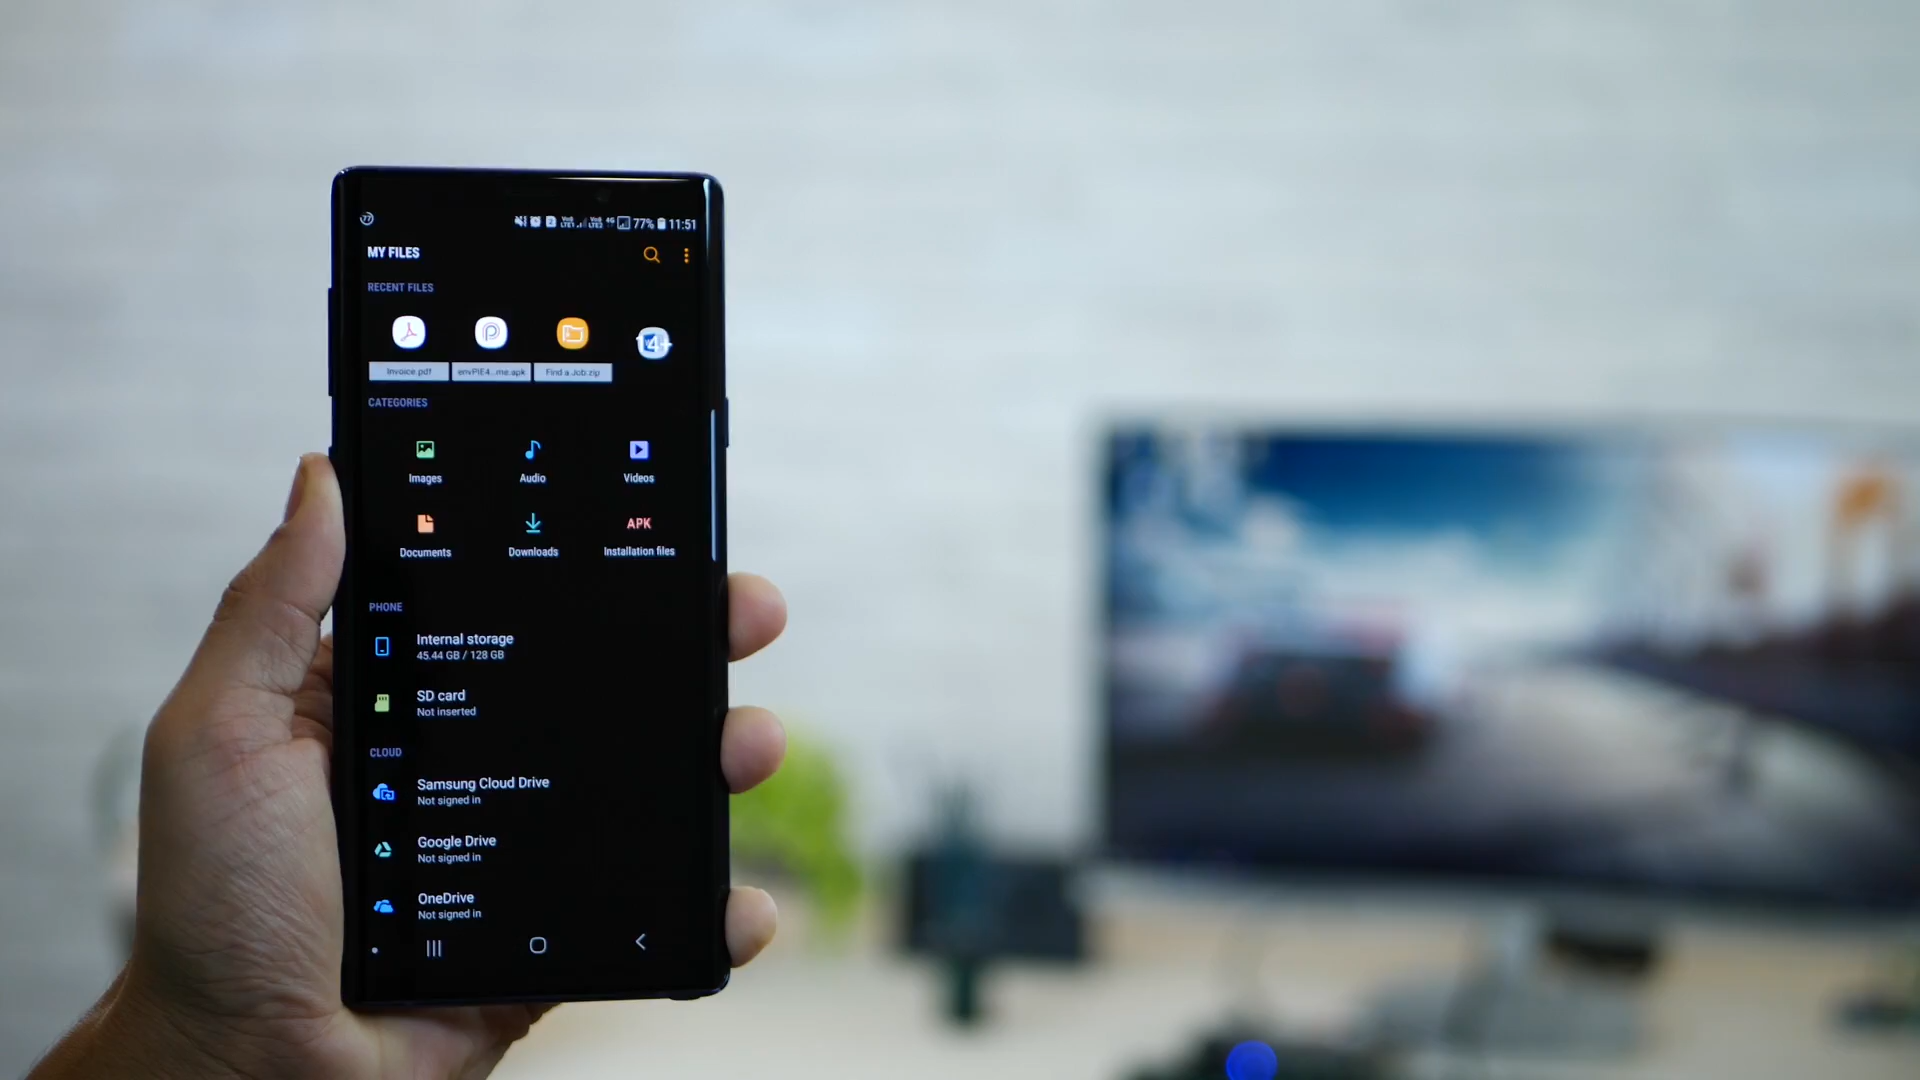 77% 11:51
MY FILES
RECENT FILES
4+
Invoice.pdf envPiE4...me.apk Find a Job.zip
CATEGORIES
Images Audio Videos
APK
Documents Downloads Installation files
PHONE
Internal storage
45.44 GB / 128 GB
SD card
Not inserted
CLOUD
Samsung Cloud Drive
Not signed in
Google Drive
Not signed in
OneDrive
Not signed in